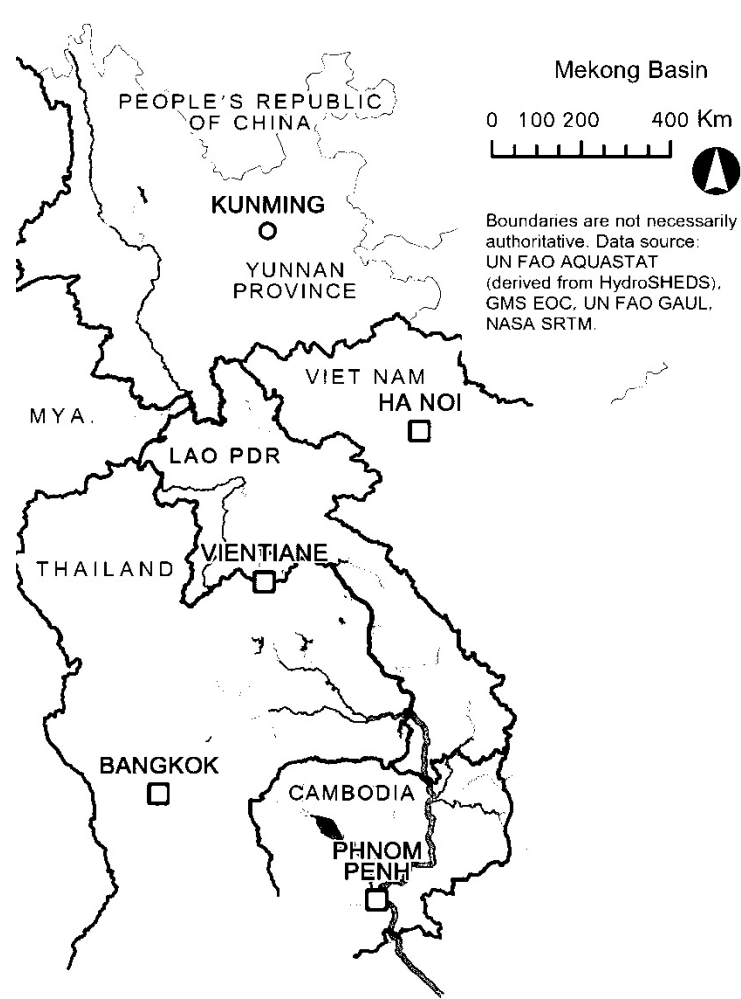 Mekong Basin
0 100 200 400 Km
Boundaries are not necessarily
authoritative. Data source:
UN FAO AQUASTAT
(derived from HydroSHEDS),
GMS EOC, UN FAO GAUL,
NASA SRTM.
PEOPLE'S REPUBLIC
OF CHINA
KUNMING
YUNNAN
PROVINCE
VIET NAM
HA NOI
MYA.
LAO PDR
VIENTIANE
THAILAND
BANGKOK
CAMBODIA
PHNOM
PENH